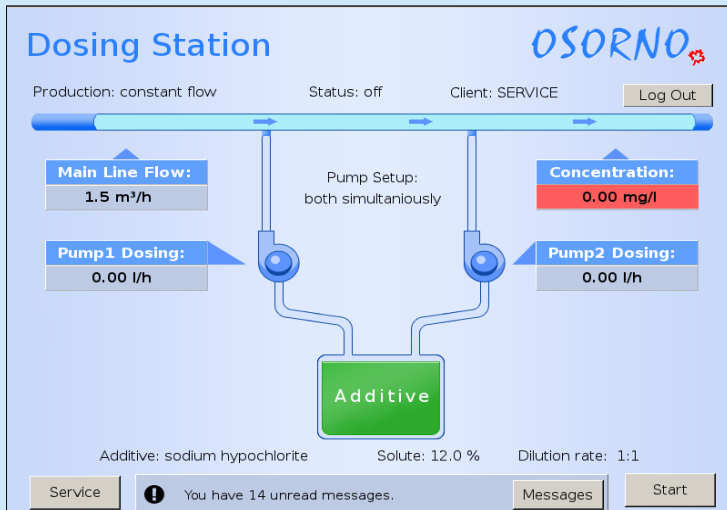 Dosing Station
OSORNO
Production: constant flow
Status: off
Client: SERVICE
Log Out
Main Line Flow:
1.5 m³/h
Pump Setup:
both simultaniously
Concentration:
0.00 mg/l
Pump1 Dosing:
0.00 l/h
Pump2 Dosing:
0.00 l/h
Additive
Additive: sodium hypochlorite
Solute: 12.0 %
Dilution rate: 1:1
Service
You have 14 unread messages.
Messages
Start